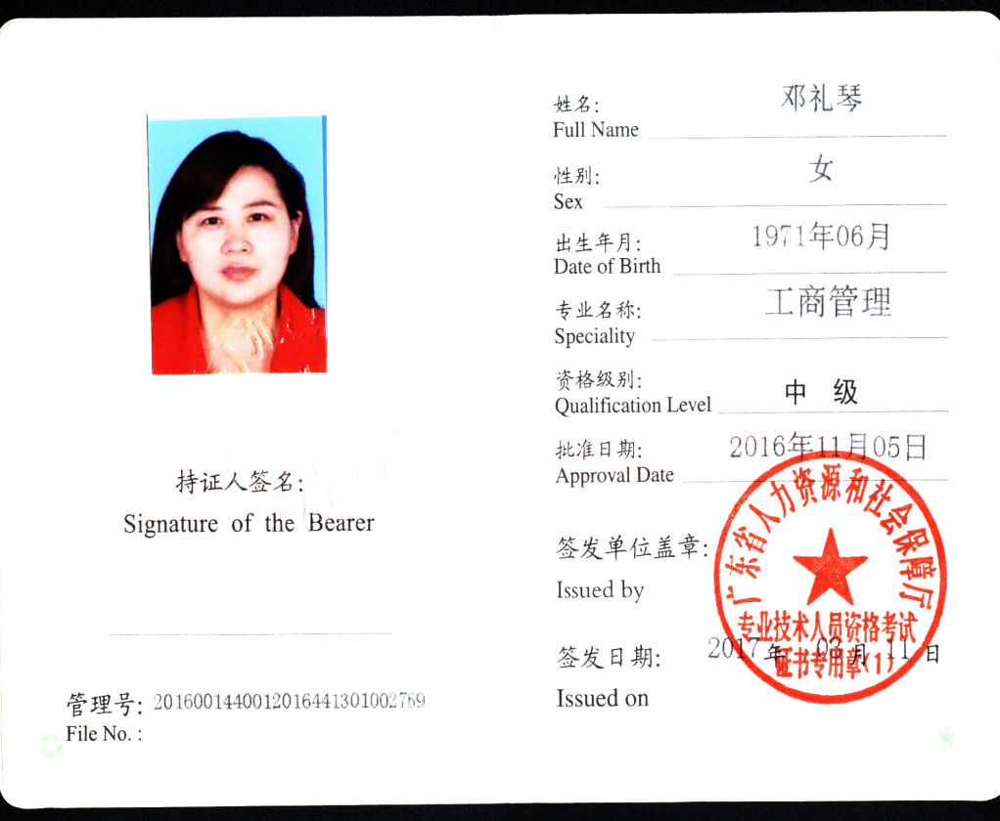 持证人签名:
Signature of the Bearer
管理号: 2016001440012016441301002769
File No. :
姓名: 邓礼琴
Full Name
性别: 女
Sex
出生年月: 1971年06月
Date of Birth
专业名称: 工商管理
Speciality
资格级别: 中 级
Qualification Level
批准日期: 2016年11月05日
Approval Date
签发单位盖章:
Issued by
广东省人力资源和社会保障厅
专业技术人员资格考试
证书专用章(1)
签发日期: 2017年 03月 11日
Issued on